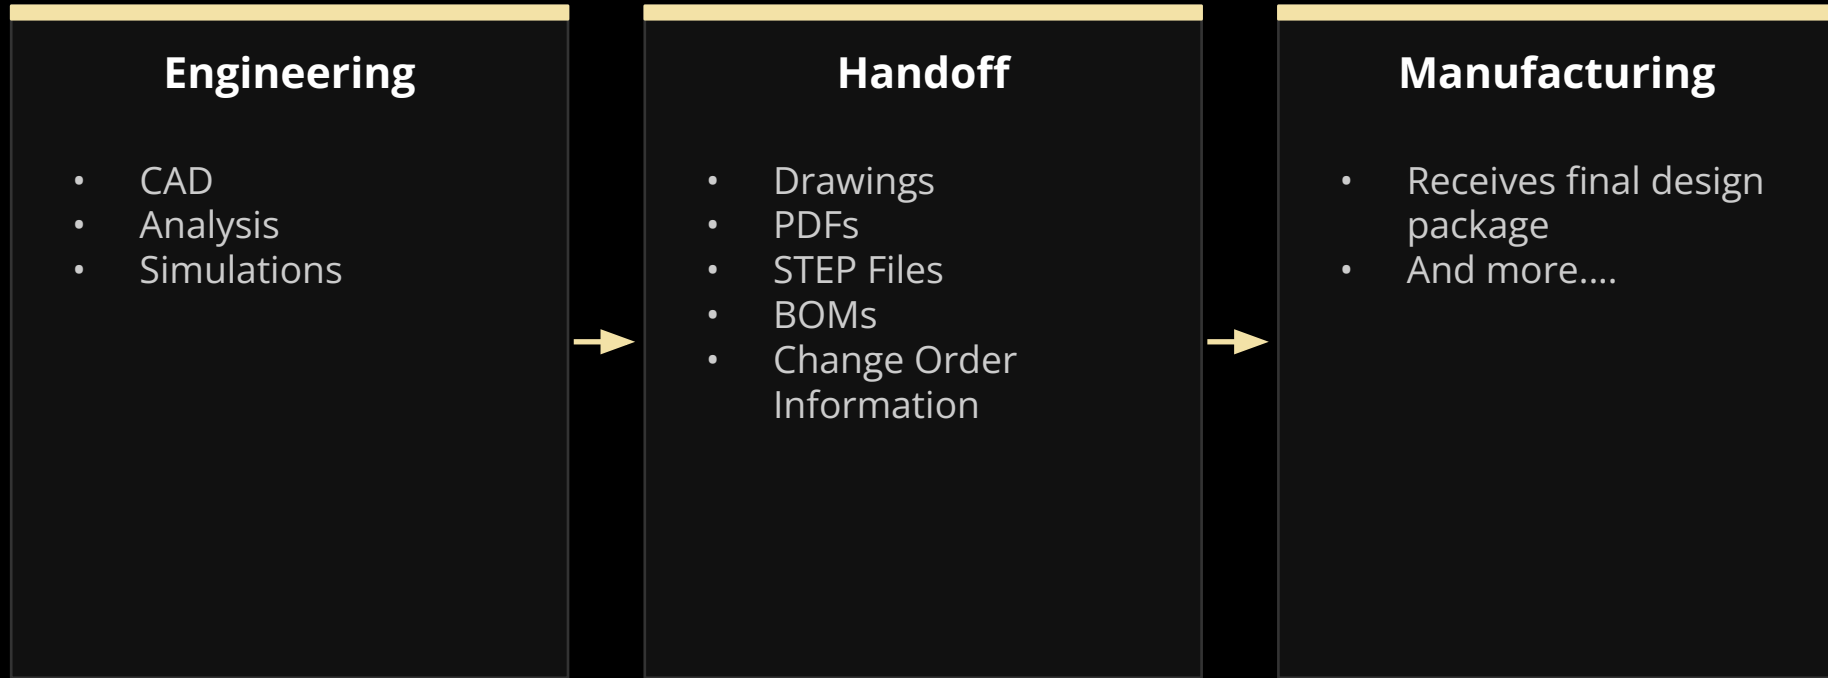 Engineering
• CAD
• Analysis
• Simulations
Handoff
• Drawings
• PDFs
• STEP Files
• BOMs
• Change Order
Information
Manufacturing
• Receives final design
package
• And more....